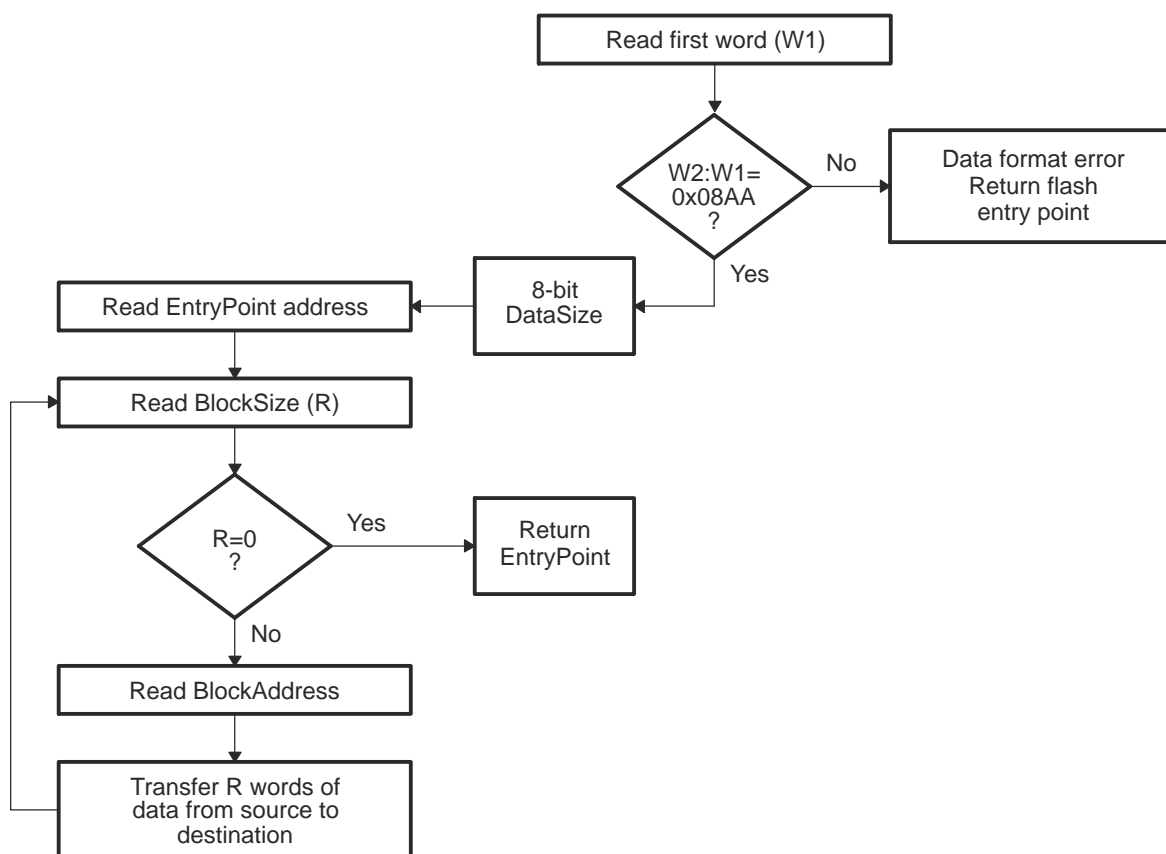 Read first word (W1)
W2:W1=
0x08AA
?
No
Data format error
Return flash
entry point
Yes
8-bit
DataSize
Read EntryPoint address
Read BlockSize (R)
R=0
?
Yes
Return
EntryPoint
No
Read BlockAddress
Transfer R words of
data from source to
destination